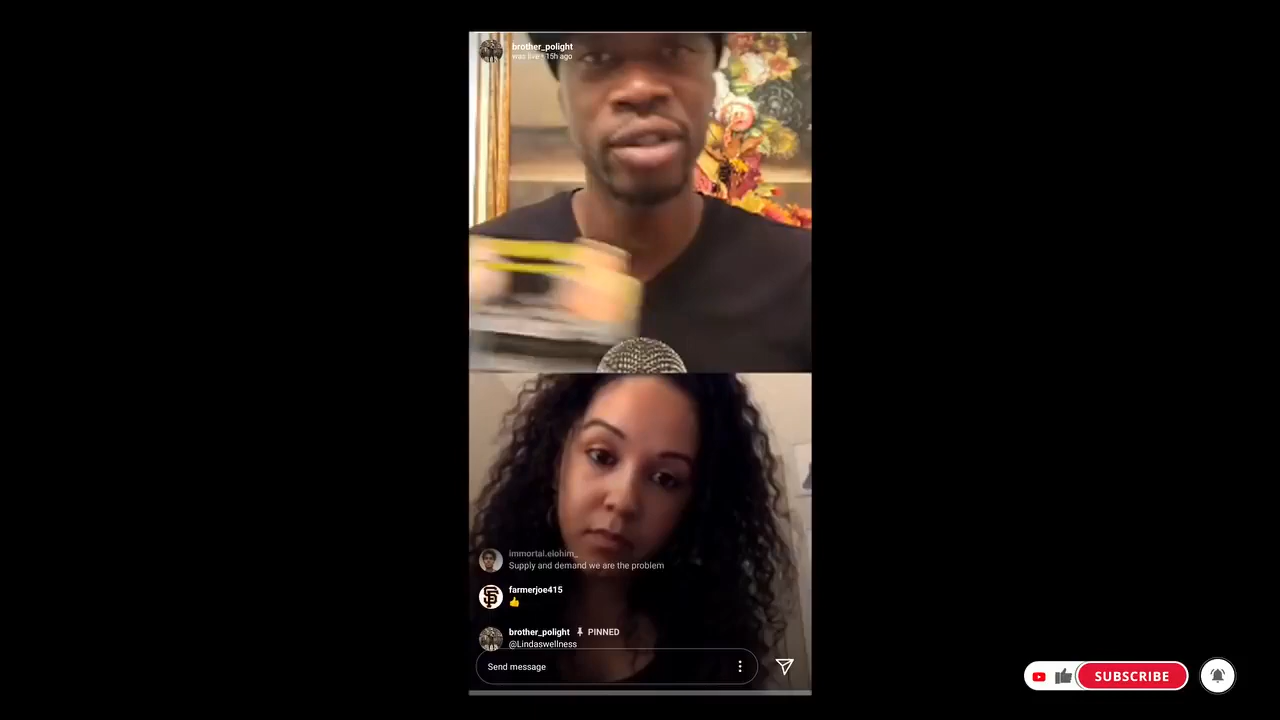 brother_polight
was live · 15h ago
immortal.elohim_
Supply and demand we are the problem
farmerjoe415
👍
brother_polight PINNED
@Lindaswellness
Send message
SUBSCRIBE